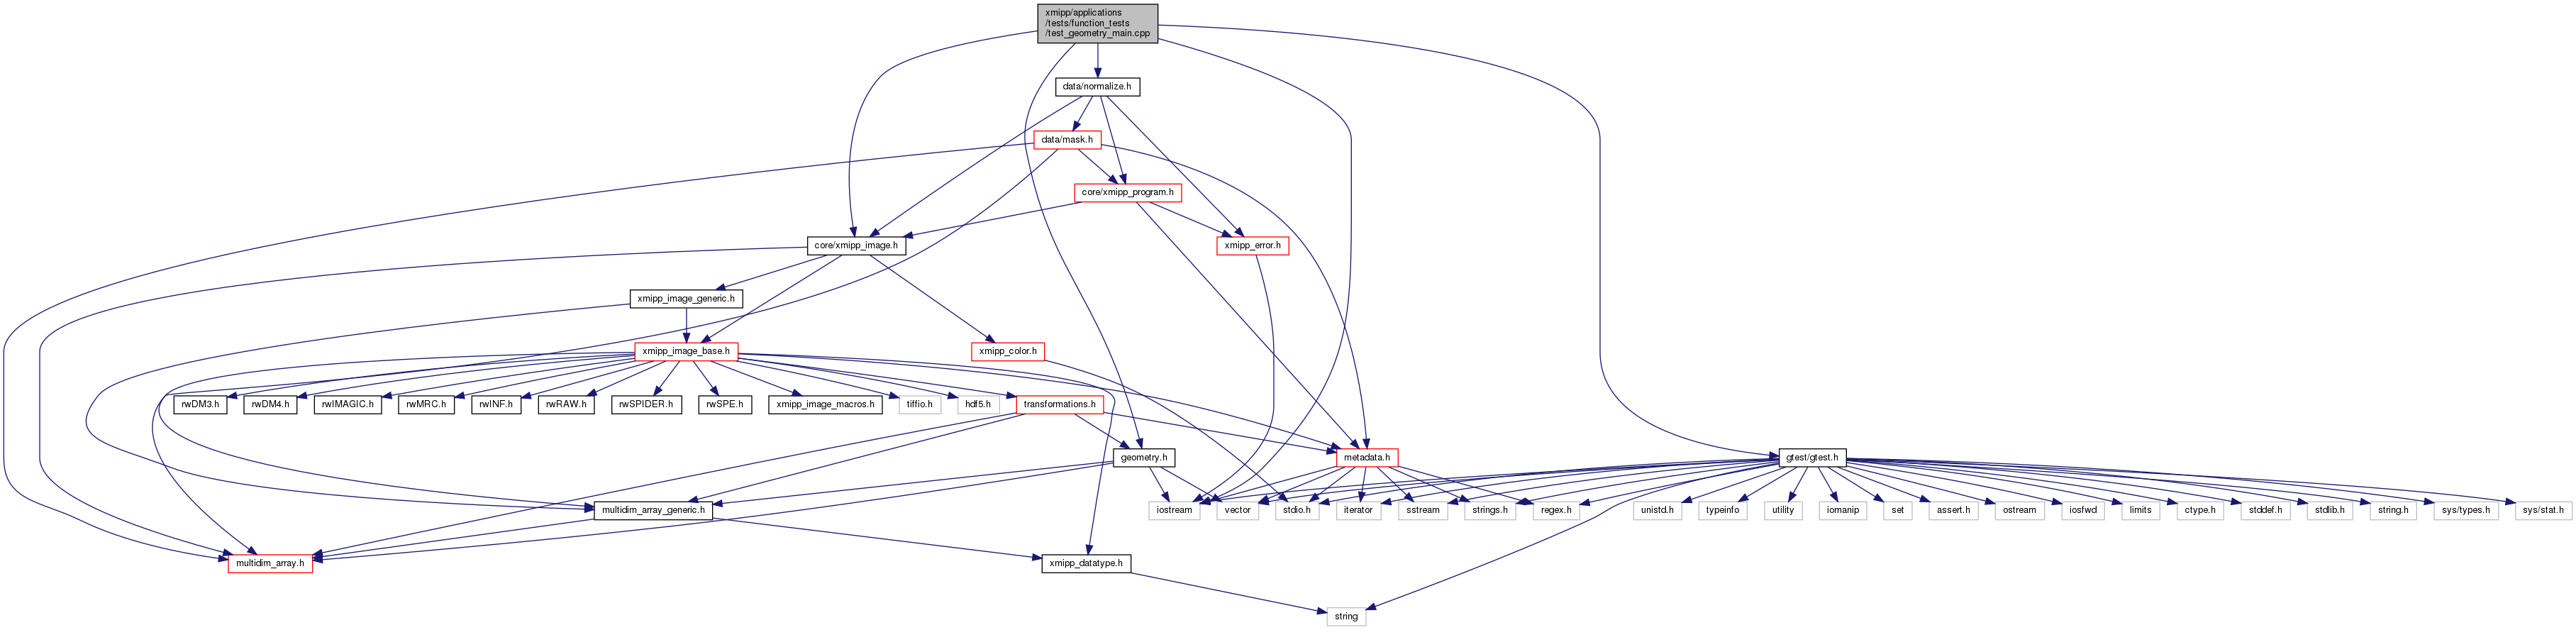 xmipp/applications
/tests/function_tests
/test_geometry_main.cpp
data/normalize.h
data/mask.h
core/xmipp_program.h
core/xmipp_image.h
xmipp_error.h
xmipp_image_generic.h
xmipp_image_base.h
xmipp_color.h
rwDM3.h
rwDM4.h
rwIMAGIC.h
rwMRC.h
rwINF.h
rwRAW.h
rwSPIDER.h
rwSPE.h
xmipp_image_macros.h
tiffio.h
hdf5.h
transformations.h
geometry.h
metadata.h
gtest/gtest.h
multidim_array_generic.h
iostream
vector
stdio.h
iterator
sstream
strings.h
regex.h
unistd.h
typeinfo
utility
iomanip
set
assert.h
ostream
iosfwd
limits
ctype.h
stddef.h
stdlib.h
string.h
sys/types.h
sys/stat.h
multidim_array.h
xmipp_datatype.h
string